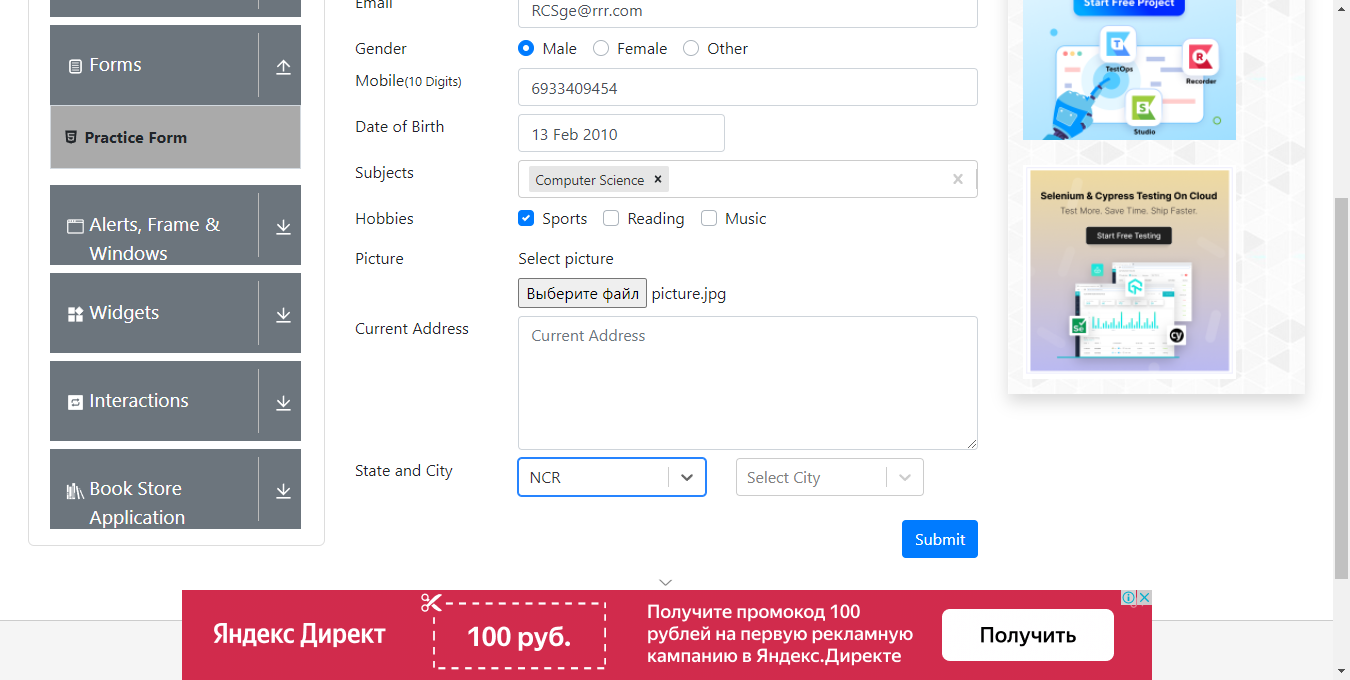 Email
RCSge@rrr.com
Start Free Project
Forms
Gender
Male
Female
Other
Mobile(10 Digits)
6933409454
TestOps
Recorder
Studio
Practice Form
Date of Birth
13 Feb 2010
Subjects
Computer Science
Selenium & Cypress Testing On Cloud
Test More. Save Time. Ship Faster.
Start Free Testing
Alerts, Frame &
Windows
Hobbies
Sports
Reading
Music
Picture
Select picture
Выберите файл
picture.jpg
Widgets
Current Address
Current Address
Interactions
State and City
NCR
Select City
Book Store
Application
Submit
Яндекс Директ
100 руб.
Получите промокод 100
рублей на первую рекламную
кампанию в Яндекс.Директе
Получить